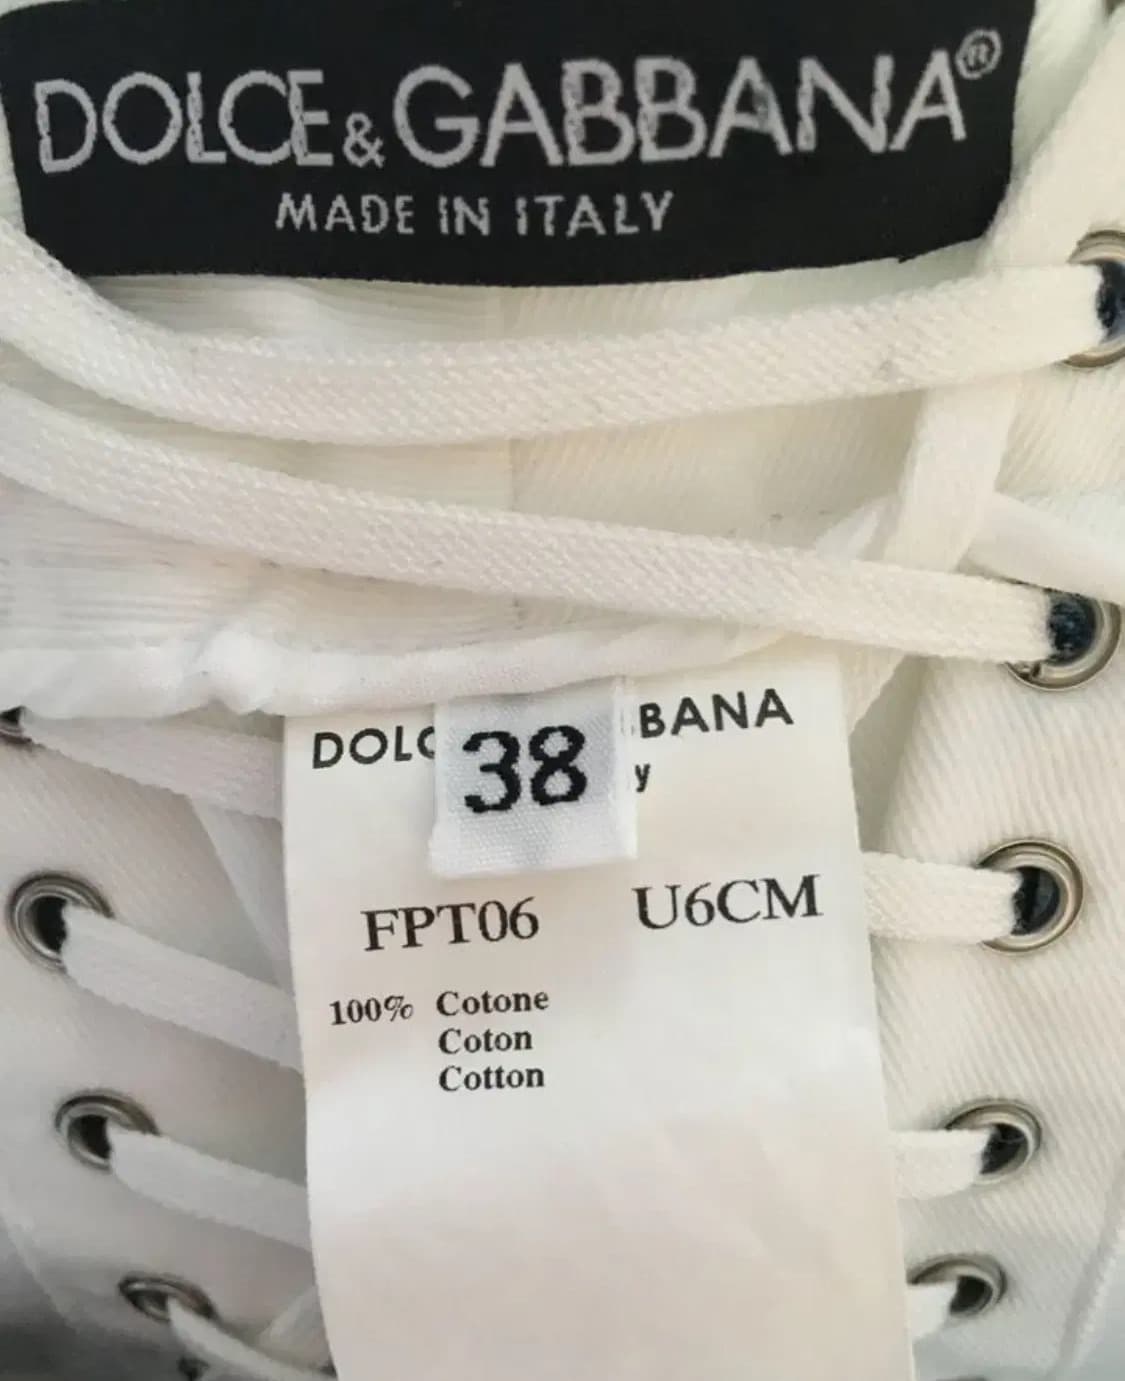 DOLCE&GABBANA®
MADE IN ITALY
DOLC BANA
38
y
FPT06 U6CM
100% Cotone
Coton
Cotton